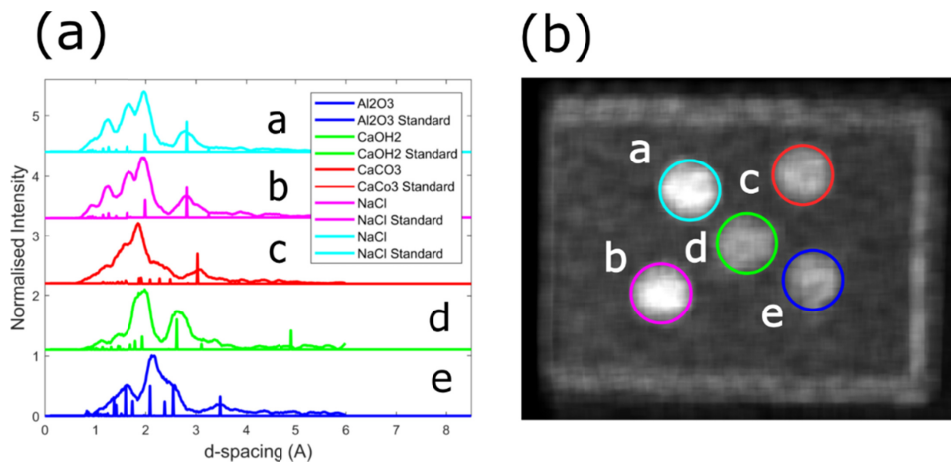 (a)
(b)
5
4
3
2
1
0
Normalised Intensity
a
b
c
d
e
Al2O3
Al2O3 Standard
CaOH2
CaOH2 Standard
CaCO3
CaCo3 Standard
NaCl
NaCl Standard
NaCl
NaCl Standard
0 1 2 3 4 5 6 7 8
d-spacing (A)
a
c
d
b
e